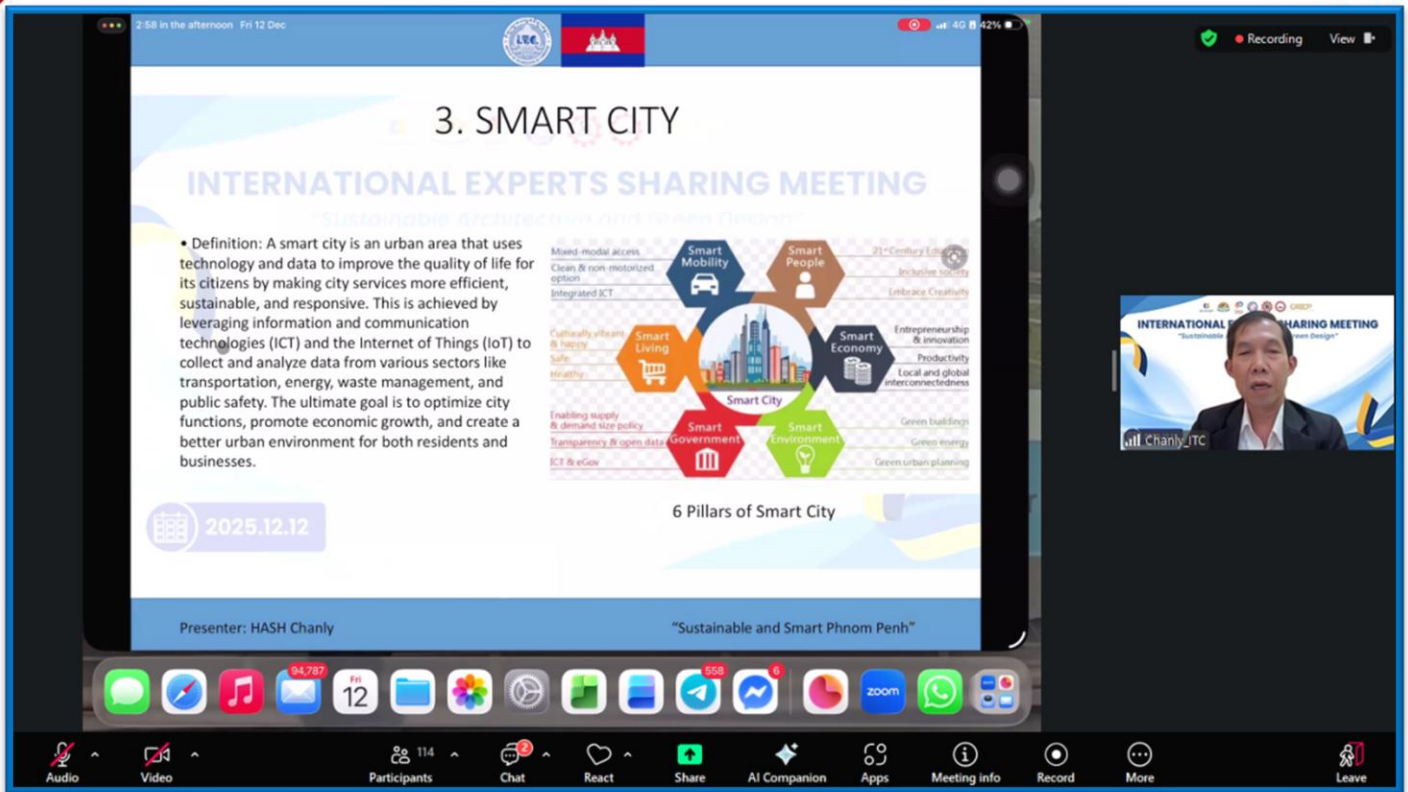 2:58 in the afternoon Fri 12 Dec
4G 42%
Recording
View
3. SMART CITY
INTERNATIONAL EXPERTS SHARING MEETING
"Sustainable Architecture and Green Design"
• Definition: A smart city is an urban area that uses
technology and data to improve the quality of life for
its citizens by making city services more efficient,
sustainable, and responsive. This is achieved by
leveraging information and communication
technologies (ICT) and the Internet of Things (IoT) to
collect and analyze data from various sectors like
transportation, energy, waste management, and
public safety. The ultimate goal is to optimize city
functions, promote economic growth, and create a
better urban environment for both residents and
businesses.
2025.12.12
Mixed-modal access
Clean & non-motorized
option
Integrated ICT
Smart
Mobility
Smart
People
21st Century
Inclusive society
Embrace Creativity
Culturally vibrant
& happy
Safe
Healthy
Smart
Living
Smart City
Smart
Economy
Entrepreneurship
& innovation
Productivity
Local and global
interconnectedness
Enabling supply
& demand size policy
Transparency & open data
ICT & eGov
Smart
Government
Smart
Environment
Green buildings
Green energy
Green urban planning
6 Pillars of Smart City
Presenter: HASH Chanly
"Sustainable and Smart Phnom Penh"
INTERNATIONAL SHARING MEETING
Chanly_ITC
94,787
Fri
12
558
6
zoom
Audio
Video
114
Participants
2
Chat
React
Share
AI Companion
Apps
Meeting info
Record
More
Leave